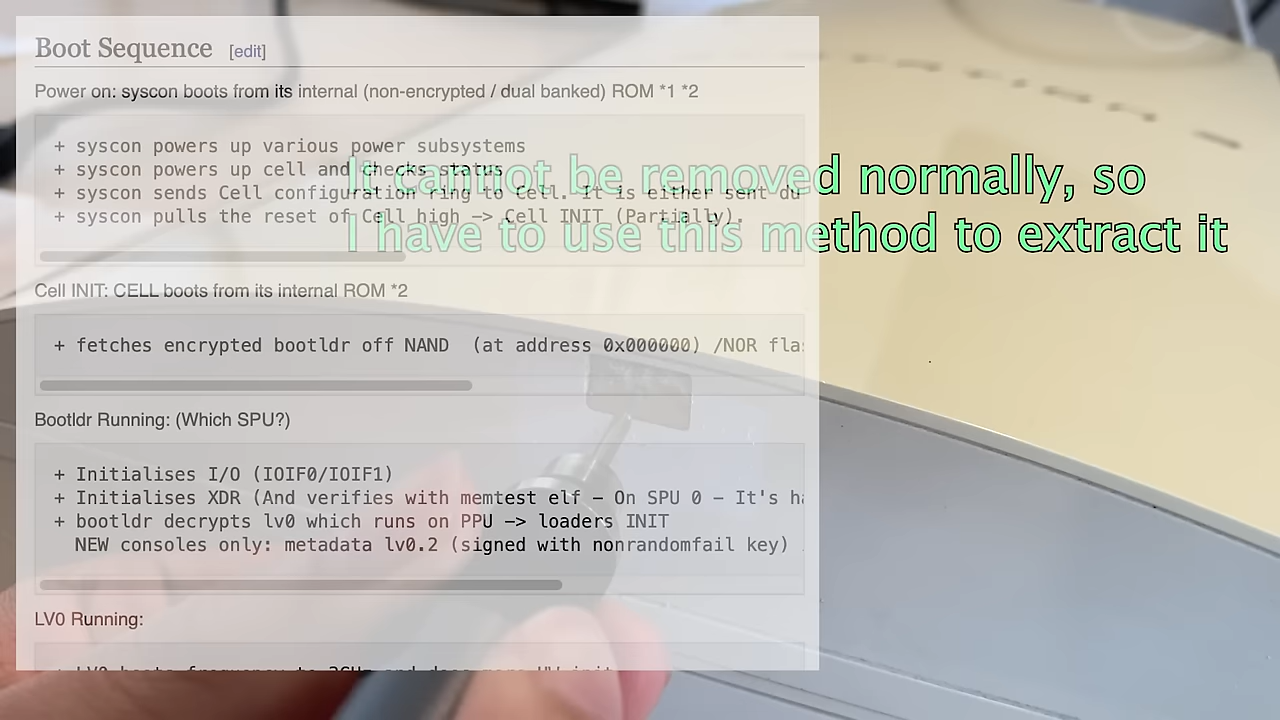 Boot Sequence [edit]
Power on: syscon boots from its internal (non-encrypted / dual banked) ROM *1 *2
+ syscon powers up various power subsystems
+ syscon powers up cell and checks status
+ syscon sends Cell configuration ring to Cell. It is either sent du
+ syscon pulls the reset of Cell high -> Cell INIT (Partially).
It cannot be removed normally, so
I have to use this method to extract it
Cell INIT: CELL boots from its internal ROM *2
+ fetches encrypted bootldr off NAND (at address 0x000000) /NOR flas
Bootldr Running: (Which SPU?)
+ Initialises I/O (IOIF0/IOIF1)
+ Initialises XDR (And verifies with memtest elf – On SPU 0 – It's ha
+ bootldr decrypts lv0 which runs on PPU –> loaders INIT
NEW consoles only: metadata lv0.2 (signed with nonrandomfail key)
LV0 Running: